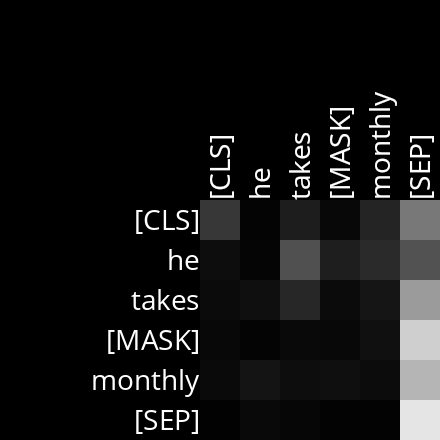 [CLS] he takes [MASK] monthly [SEP]
[CLS]
he
takes
[MASK]
monthly
[SEP]